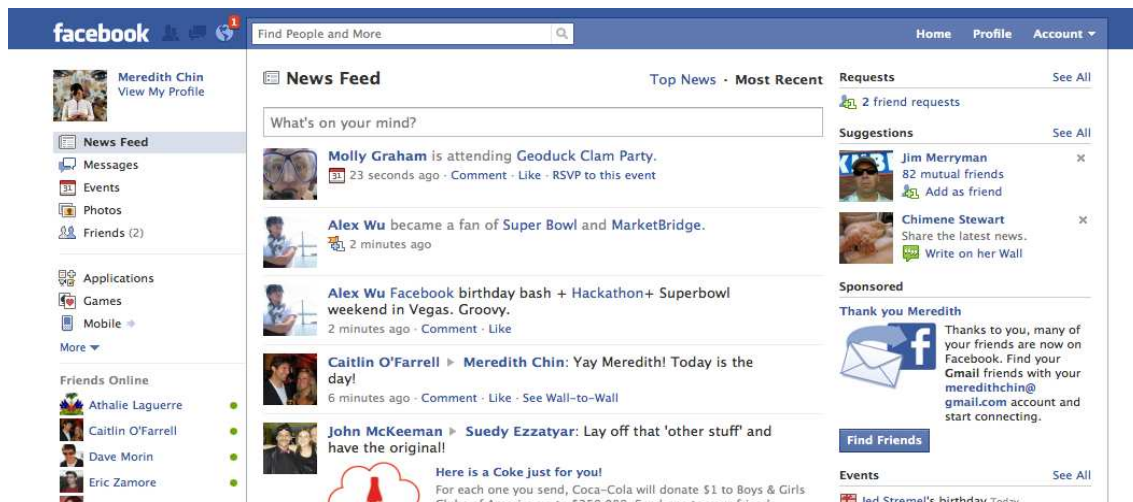 facebook
1
Find People and More
Home Profile Account
Meredith Chin
View My Profile
News Feed
Messages
31 Events
Photos
Friends (2)
Applications
Games
Mobile
More
Friends Online
Athalie Laguerre
Caitlin O'Farrell
Dave Morin
Eric Zamore
News Feed
Top News · Most Recent
What's on your mind?
Molly Graham is attending Geoduck Clam Party.
31 23 seconds ago · Comment · Like · RSVP to this event
Alex Wu became a fan of Super Bowl and MarketBridge.
2 minutes ago
Alex Wu Facebook birthday bash + Hackathon+ Superbowl
weekend in Vegas. Groovy.
2 minutes ago · Comment · Like
Caitlin O'Farrell ▸ Meredith Chin: Yay Meredith! Today is the
day!
6 minutes ago · Comment · Like · See Wall-to-Wall
John McKeeman ▸ Suedy Ezzatyar: Lay off that 'other stuff' and
have the original!
Here is a Coke just for you!
For each one you send, Coca-Cola will donate $1 to Boys & Girls
Requests See All
2 friend requests
Suggestions See All
Jim Merryman
82 mutual friends
Add as friend
Chimene Stewart
Share the latest news.
Write on her Wall
Sponsored
Thank you Meredith
Thanks to you, many of
your friends are now on
Facebook. Find your
Gmail friends with your
meredithchin@
gmail.com account and
start connecting.
Find Friends
Events See All
Jed Stremel's birthday Today